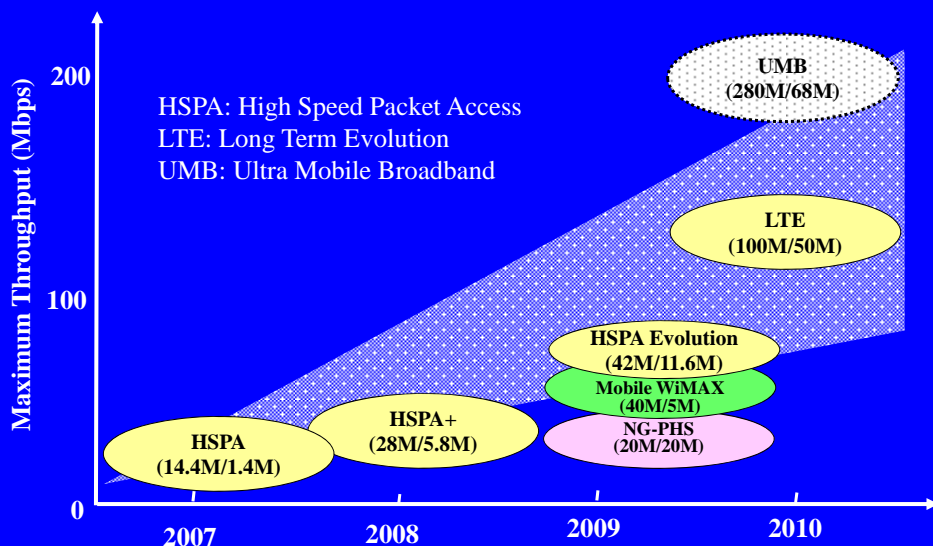 Maximum Throughput (Mbps)
200
100
0
HSPA: High Speed Packet Access
LTE: Long Term Evolution
UMB: Ultra Mobile Broadband
UMB
(280M/68M)
LTE
(100M/50M)
HSPA Evolution
(42M/11.6M)
Mobile WiMAX
(40M/5M)
NG-PHS
(20M/20M)
HSPA+
(28M/5.8M)
HSPA
(14.4M/1.4M)
2007
2008
2009
2010